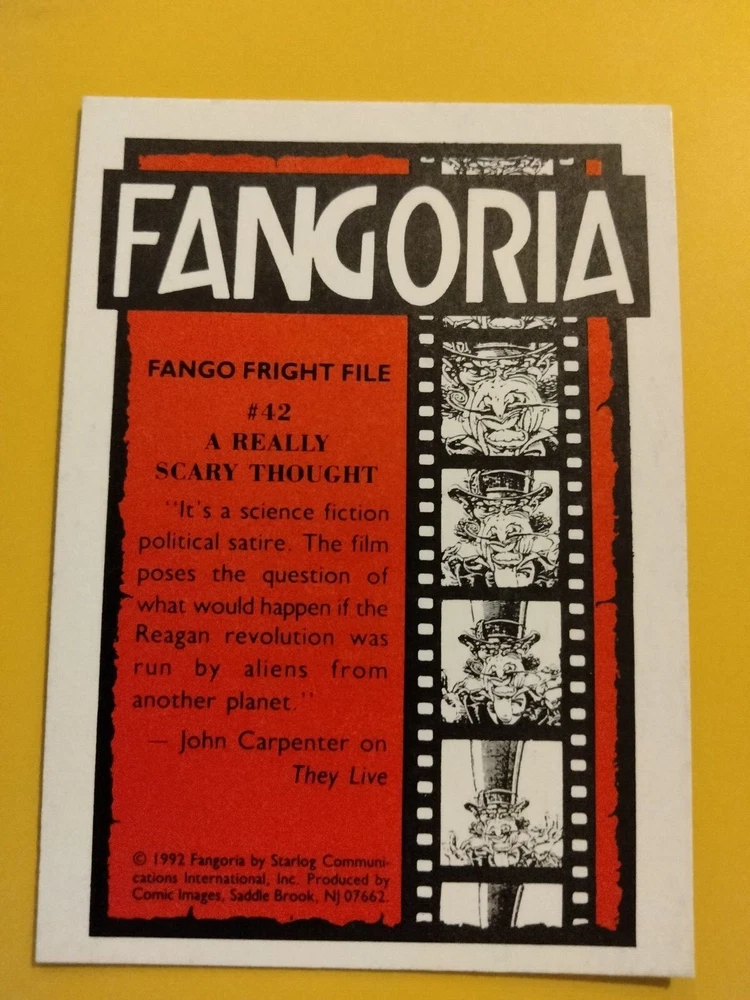 FANGORIA
FANGO FRIGHT FILE
#42
A REALLY
SCARY THOUGHT
"It's a science fiction
political satire. The film
poses the question of
what would happen if the
Reagan revolution was
run by aliens from
another planet."
— John Carpenter on
They Live
© 1992 Fangoria by Starlog Communi-
cations International, Inc. Produced by
Comic Images, Saddle Brook, NJ 07662.